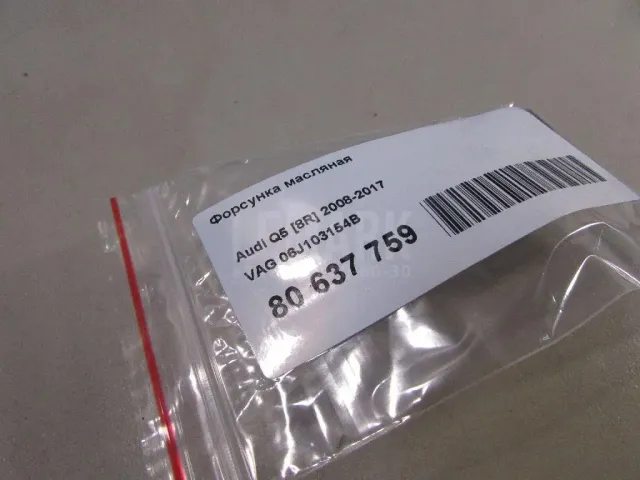 Форсунка масляная
Audi Q5 [8R] 2008-2017
VAG 06J103154B
80 637 759